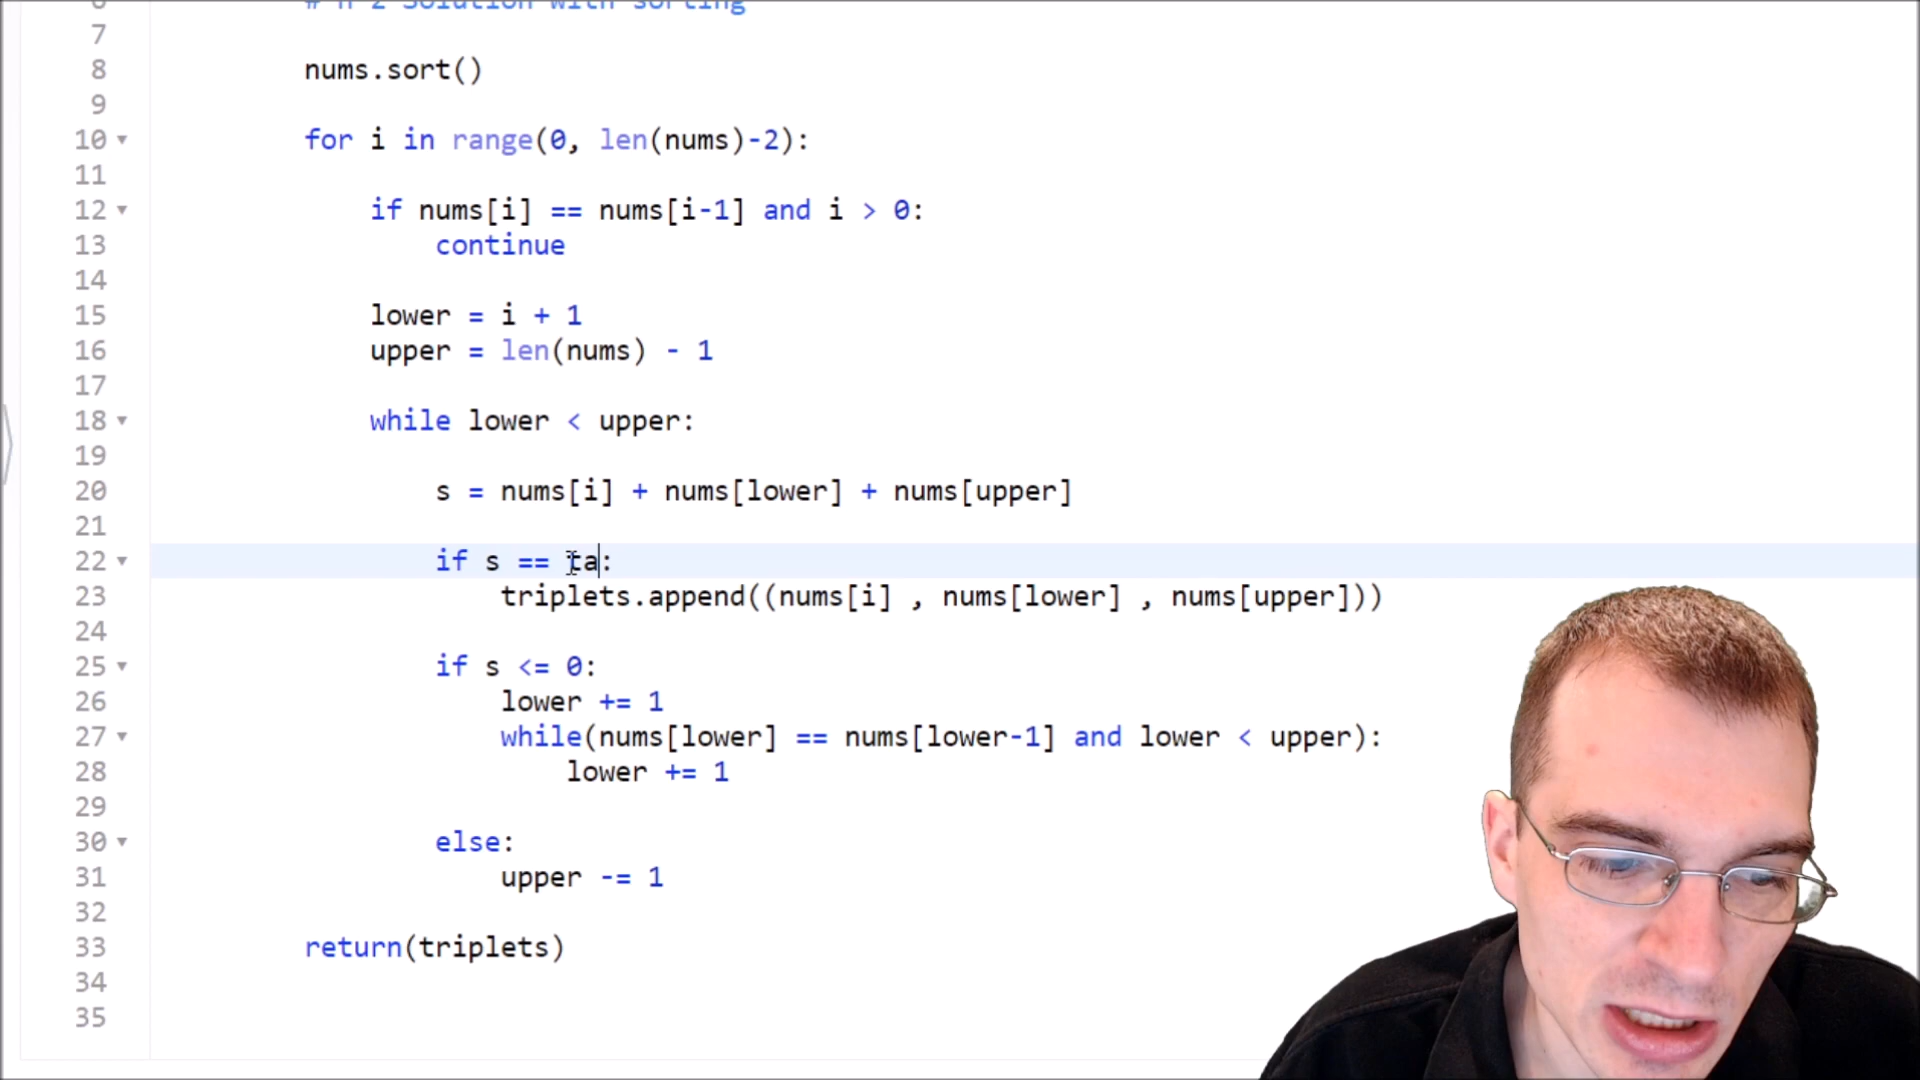 # n^2 Solution with sorting
7
8 nums.sort()
9
10 for i in range(0, len(nums)-2):
11
12 if nums[i] == nums[i-1] and i > 0:
13 continue
14
15 lower = i + 1
16 upper = len(nums) - 1
17
18 while lower < upper:
19
20 s = nums[i] + nums[lower] + nums[upper]
21
22 if s == ta:
23 triplets.append((nums[i] , nums[lower] , nums[upper]))
24
25 if s <= 0:
26 lower += 1
27 while(nums[lower] == nums[lower-1] and lower < upper):
28 lower += 1
29
30 else:
31 upper -= 1
32
33 return(triplets)
34
35